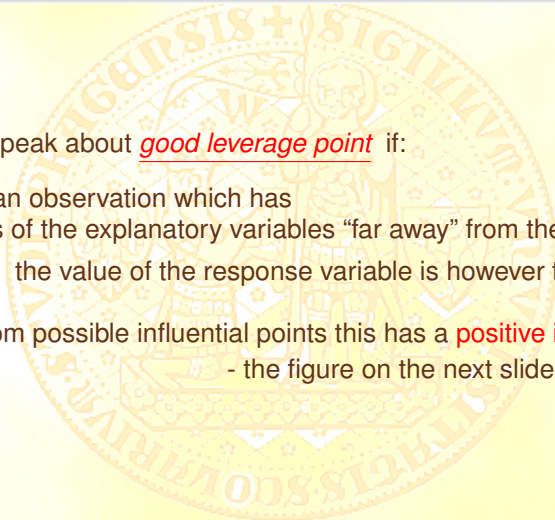 peak about good leverage point if:
an observation which has
s of the explanatory variables “far away” from the
the value of the response variable is however f
om possible influential points this has a positive i
- the figure on the next slide